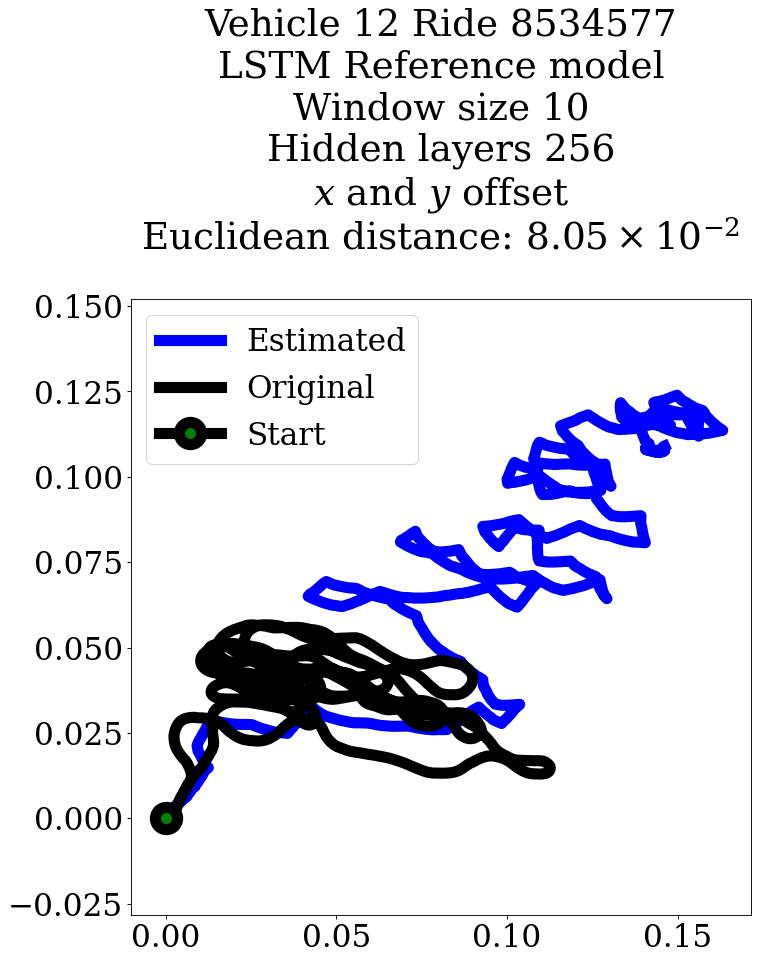 Vehicle 12 Ride 8534577
LSTM Reference model
Window size 10
Hidden layers 256
x and y offset
Euclidean distance: 8.05 × 10⁻²
0.150
0.125
0.100
0.075
0.050
0.025
0.000
−0.025
Estimated
Original
Start
0.00 0.05 0.10 0.15